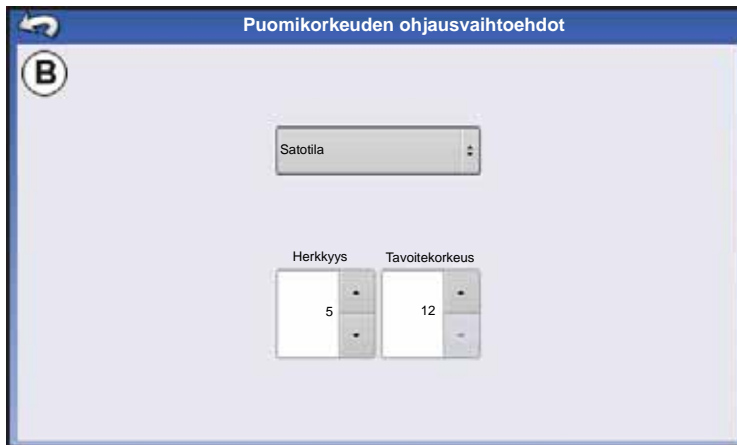 Puomikorkeuden ohjausvaihtoehdot
B
Satotila
Herkkyys Tavoitekorkeus
5 12